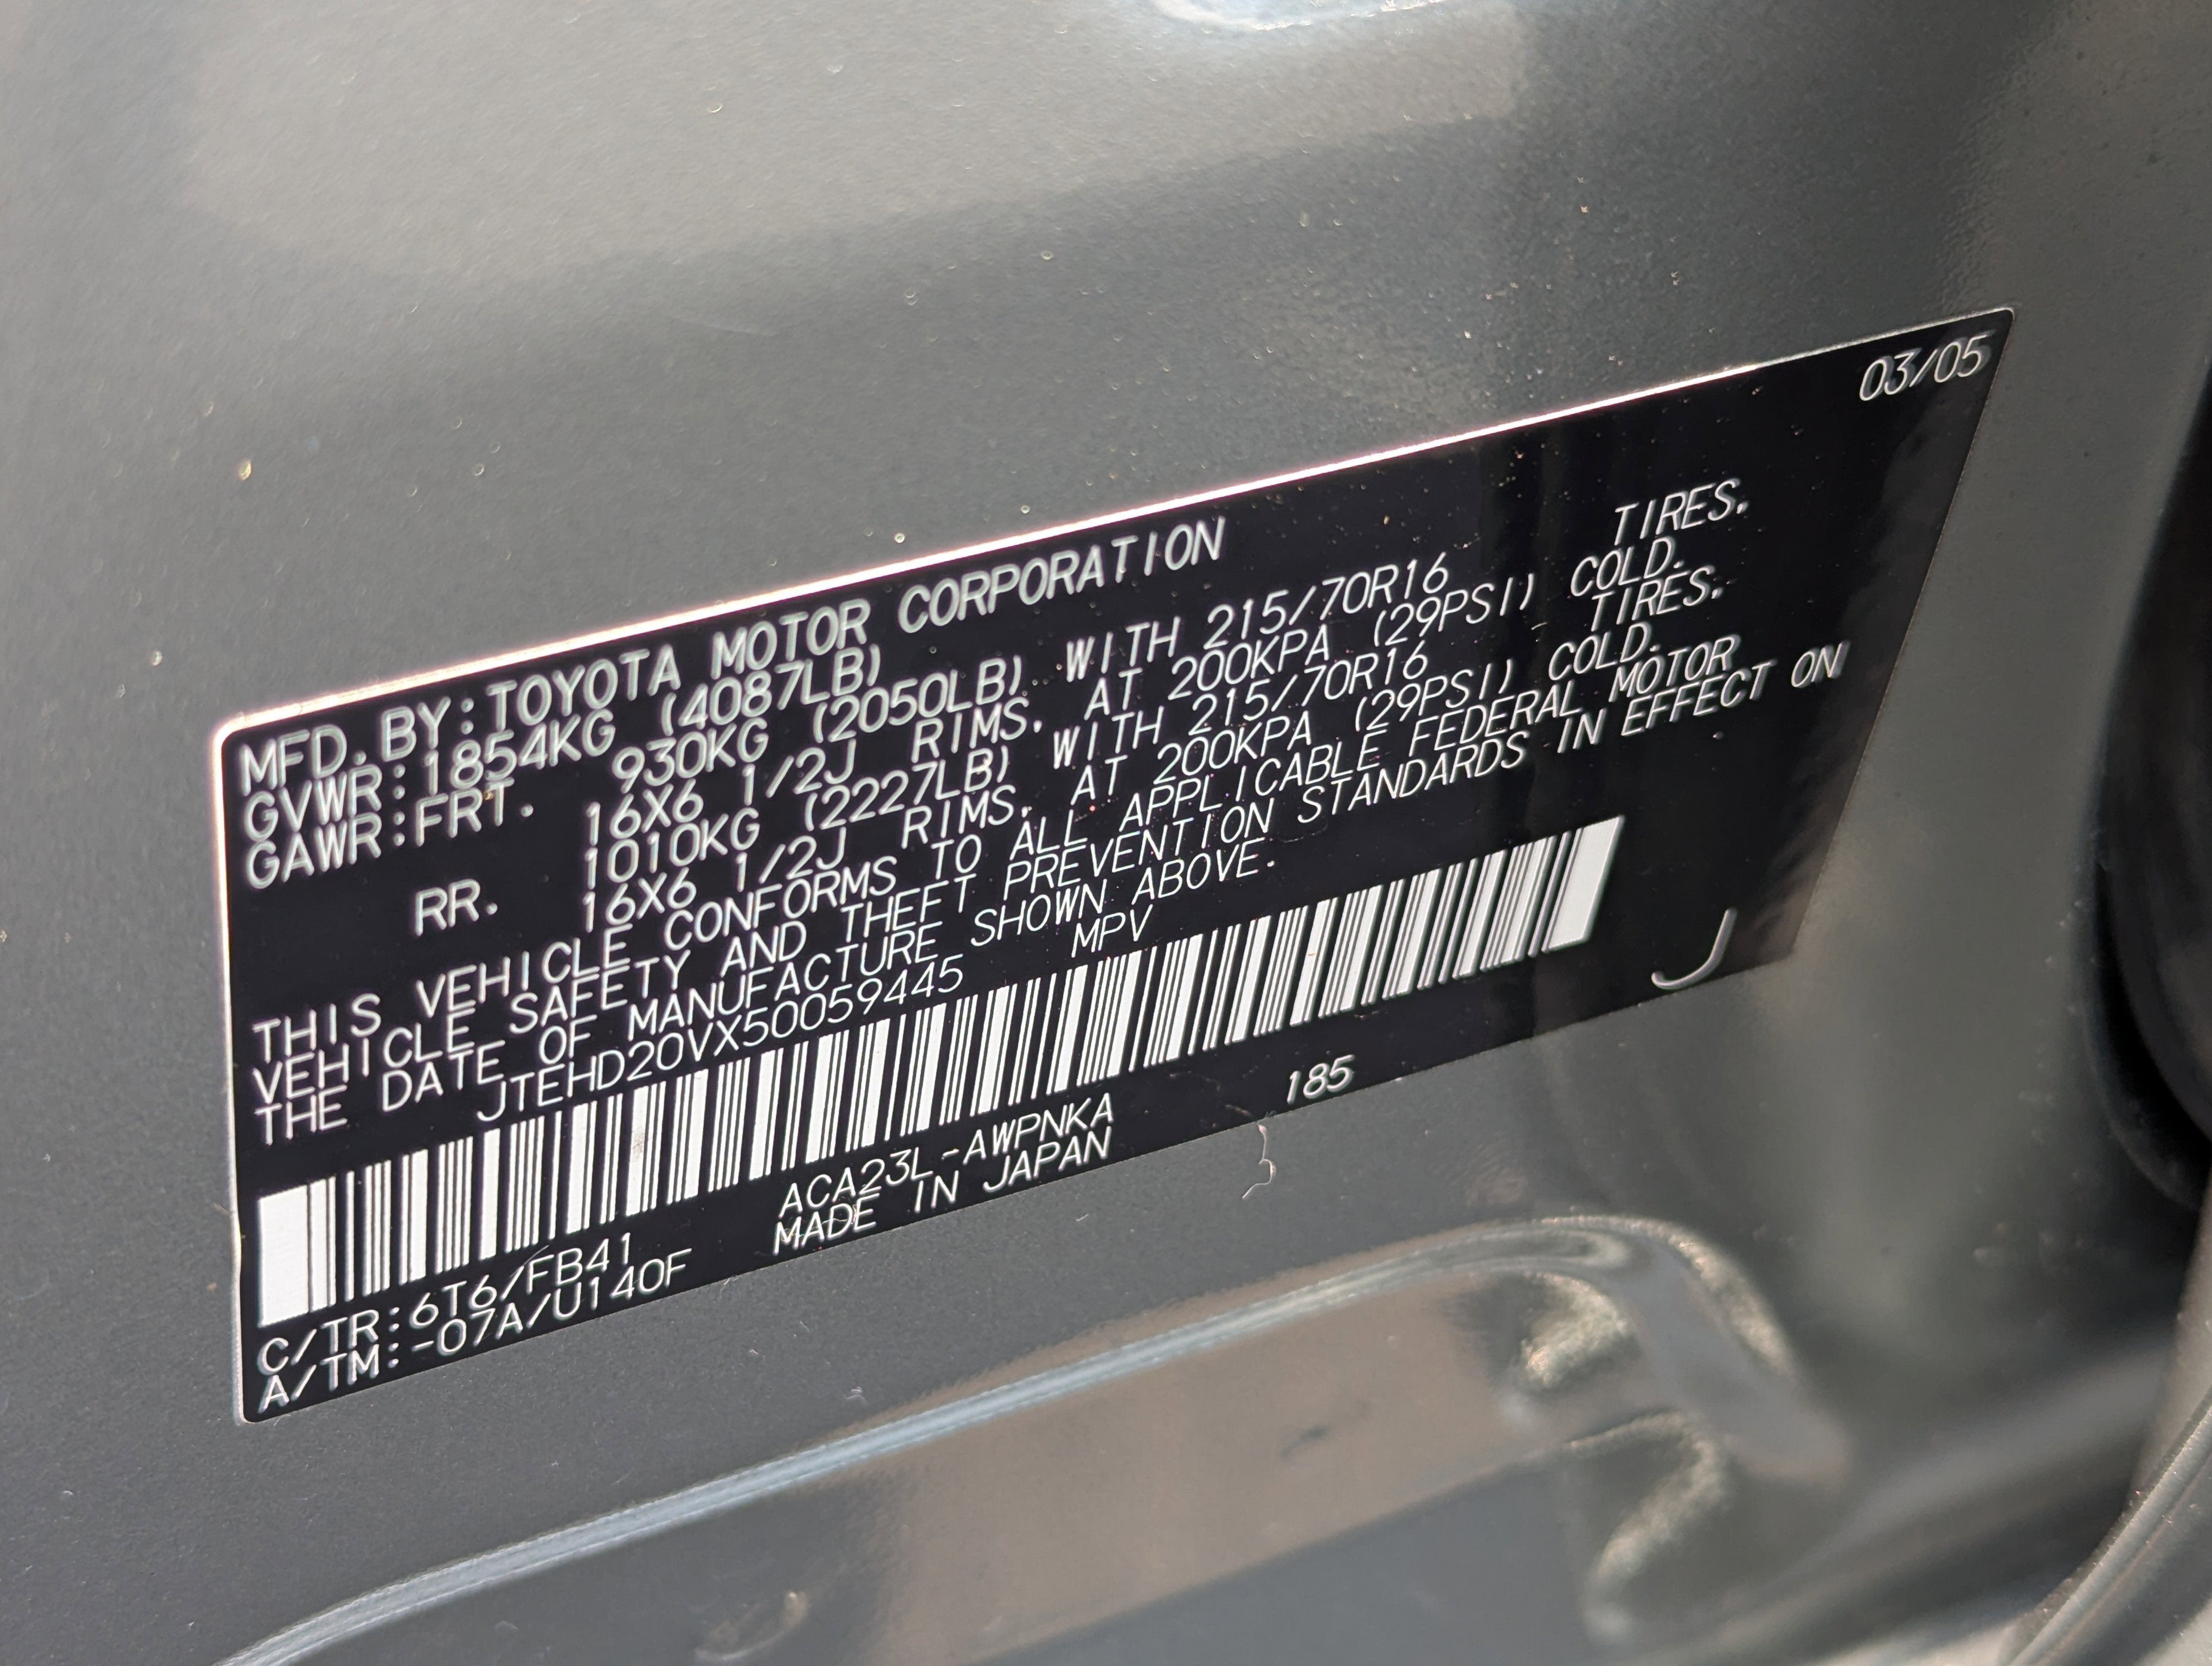 03/05
MFD.BY:TOYOTA MOTOR CORPORATION
GVWR:1854KG (4087LB)
GAWR:FRT. 930KG (2050LB) WITH 215/70R16 TIRES,
16X6 1/2J RIMS, AT 200KPA (29PSI) COLD.
RR. 1010KG (2227LB) WITH 215/70R16 TIRES,
16X6 1/2J RIMS, AT 200KPA (29PSI) COLD.
THIS VEHICLE CONFORMS TO ALL APPLICABLE FEDERAL MOTOR
VEHICLE SAFETY AND THEFT PREVENTION STANDARDS IN EFFECT ON
THE DATE OF MANUFACTURE SHOWN ABOVE.
JTEHD20VX50059445 MPV
J
C/TR:6T6/FB41 ACA23L-AWPNKA 185
A/TM:-07A/U140F MADE IN JAPAN